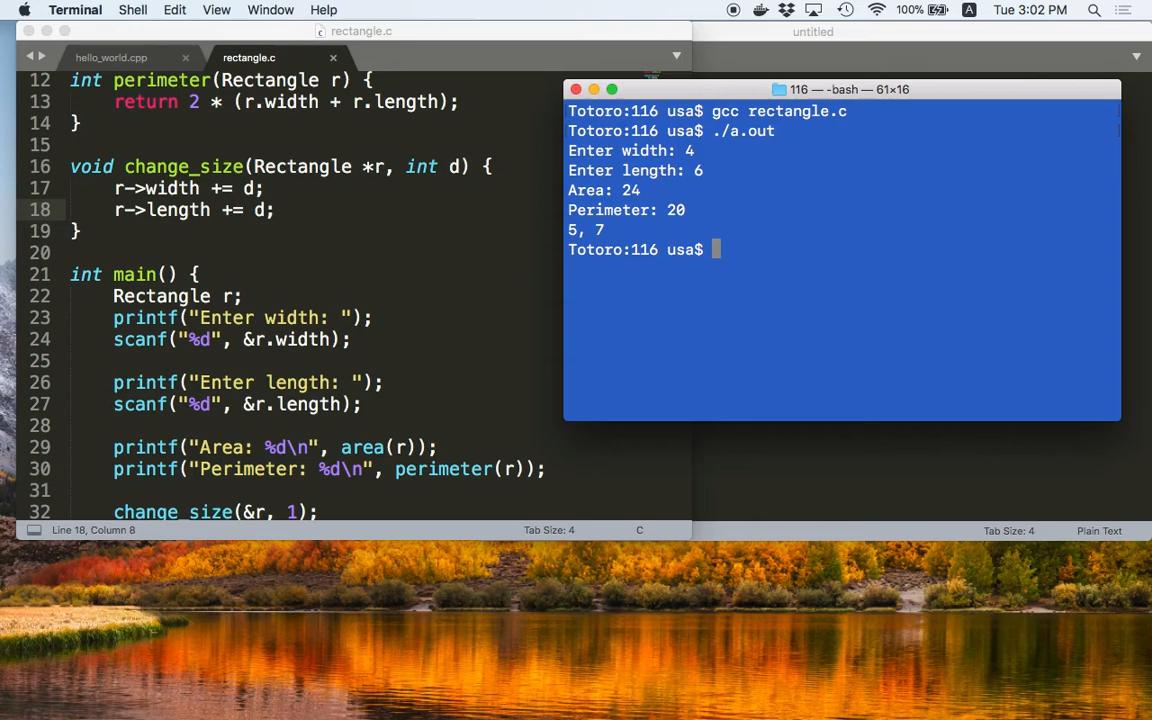 Terminal Shell Edit View Window Help
100% A Tue 3:02 PM
rectangle.c
untitled
hello_world.cpp × rectangle.c ×
12 int perimeter(Rectangle r) {
13 return 2 * (r.width + r.length);
14 }
15
16 void change_size(Rectangle *r, int d) {
17 r->width += d;
18 r->length += d;
19 }
20
21 int main() {
22 Rectangle r;
23 printf("Enter width: ");
24 scanf("%d", &r.width);
25
26 printf("Enter length: ");
27 scanf("%d", &r.length);
28
29 printf("Area: %d\n", area(r));
30 printf("Perimeter: %d\n", perimeter(r));
31
32 change_size(&r, 1);
Line 18, Column 8 Tab Size: 4 C
116 — -bash — 61×16
Totoro:116 usa$ gcc rectangle.c
Totoro:116 usa$ ./a.out
Enter width: 4
Enter length: 6
Area: 24
Perimeter: 20
5, 7
Totoro:116 usa$
Tab Size: 4 Plain Text